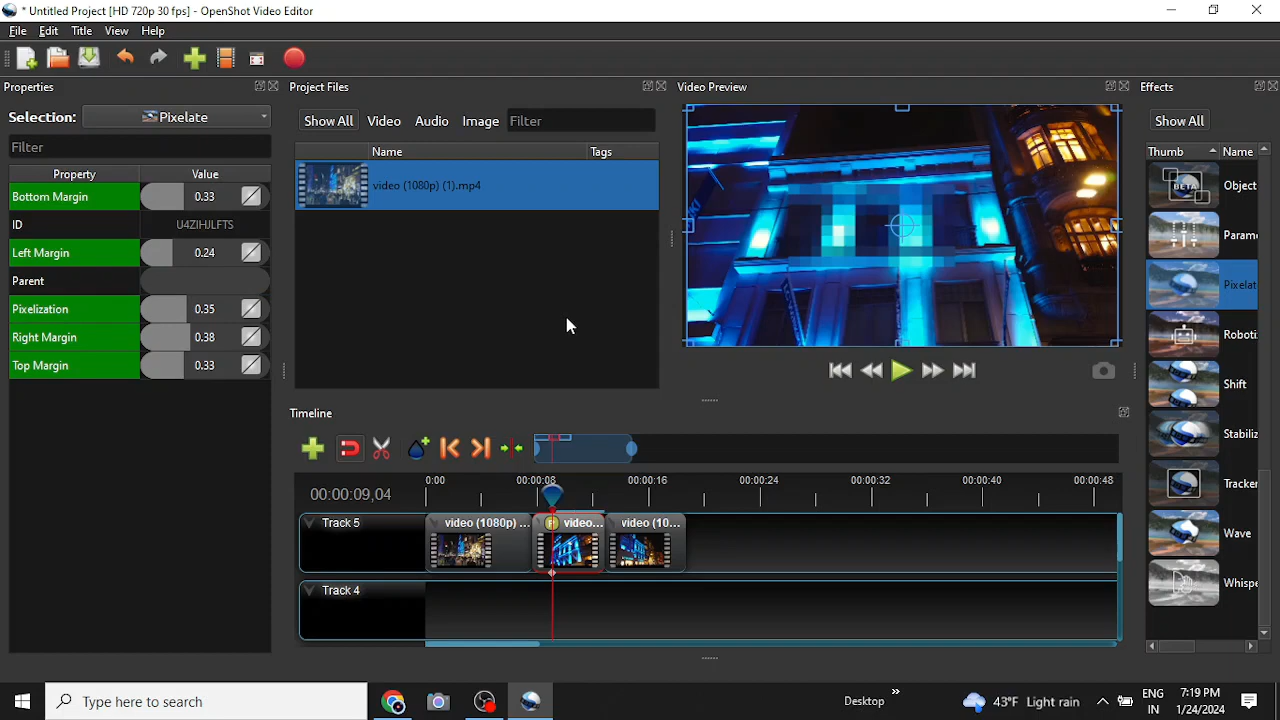 * Untitled Project [HD 720p 30 fps] - OpenShot Video Editor
File Edit Title View Help
Properties
Project Files
Video Preview
Effects
Selection: Pixelate
Show All Video Audio Image Filter
Show All
Filter
Name Tags
Thumb Name
Property Value
video (1080p) (1).mp4
Bottom Margin 0.33
ID U4ZIHJLFTS
Left Margin 0.24
Parent
Pixelization 0.35
Right Margin 0.38
Top Margin 0.33
Object
BETA
Parame
Pixelat
Roboti
Shift
Stabiliz
Tracker
Wave
Whispe
Timeline
00:00:09,04
0:00 00:00:08 00:00:16 00:00:24 00:00:32 00:00:40 00:00:48
Track 5 video (1080p) ... video... video (10...
Track 4
Type here to search
Desktop
43°F Light rain
ENG
IN
7:19 PM
1/24/2024